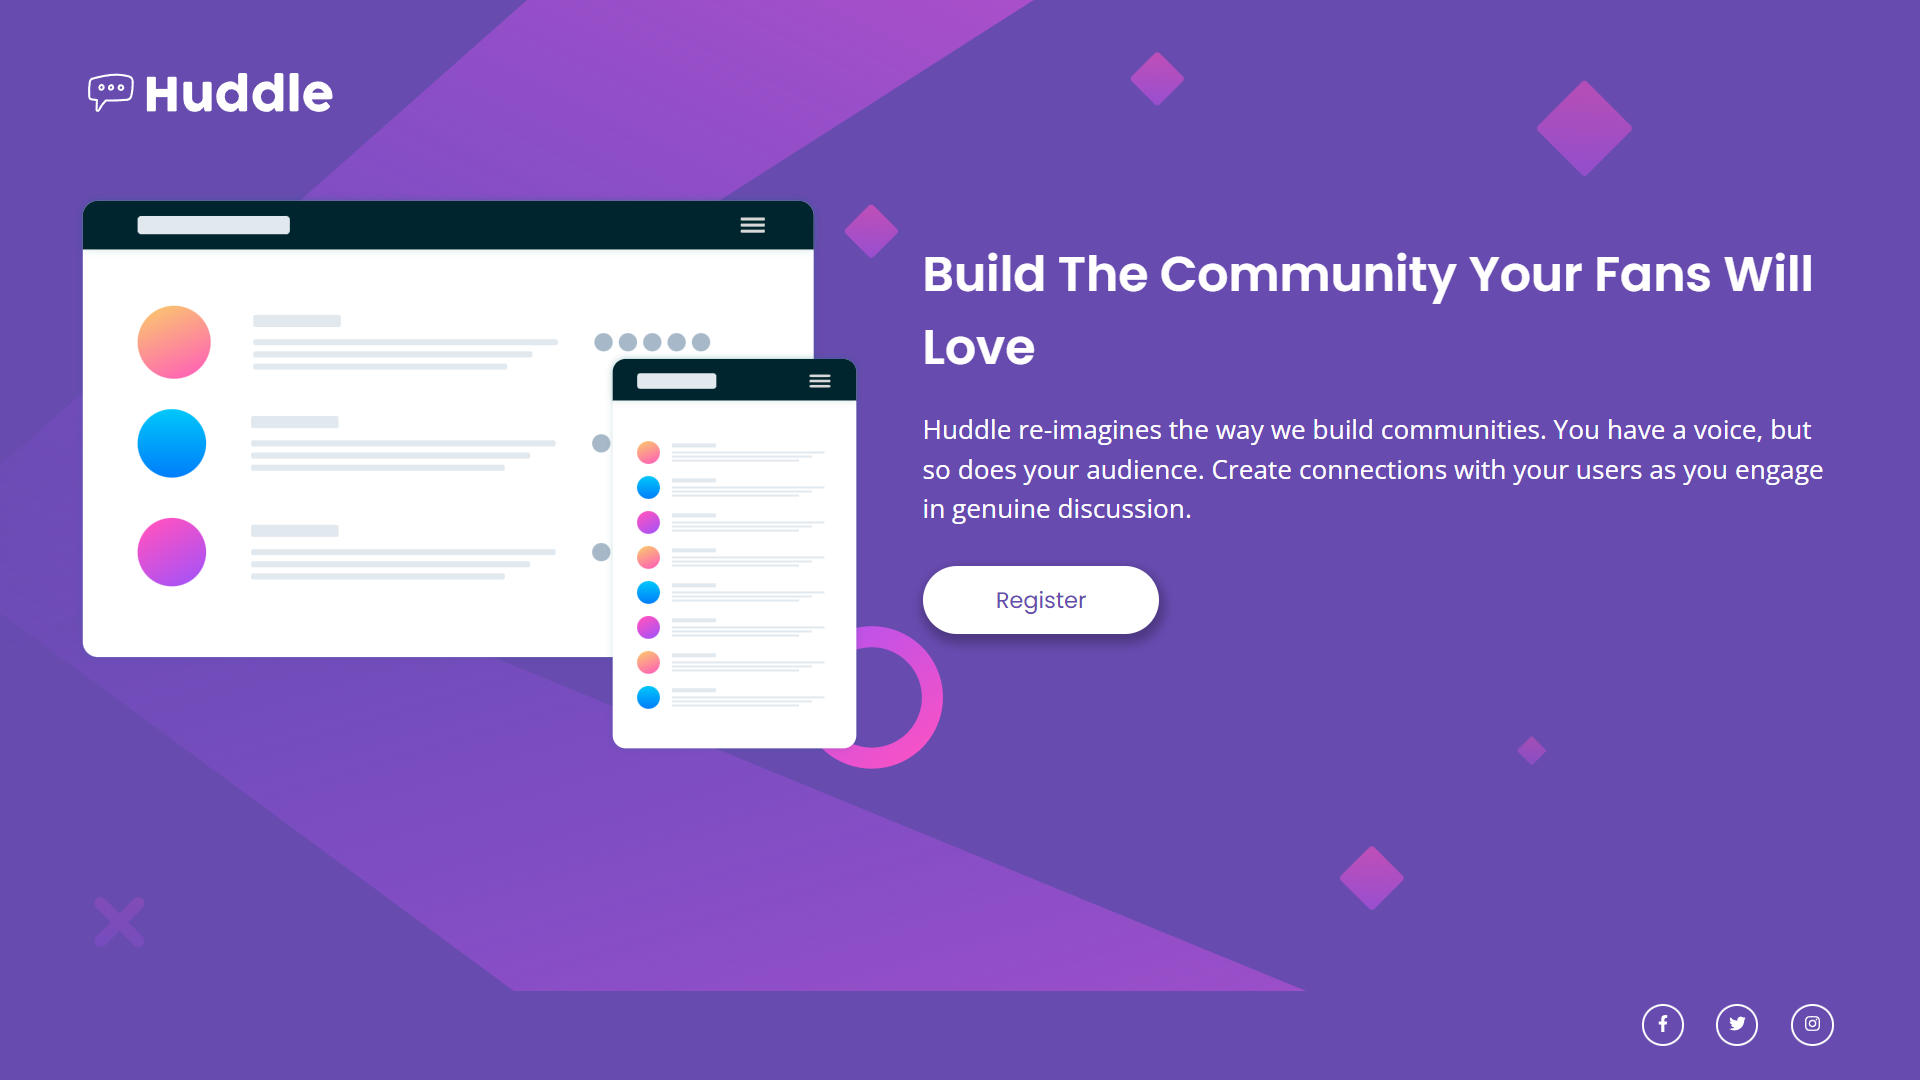 Huddle
Build The Community Your Fans Will
Love
Huddle re-imagines the way we build communities. You have a voice, but
so does your audience. Create connections with your users as you engage
in genuine discussion.
Register